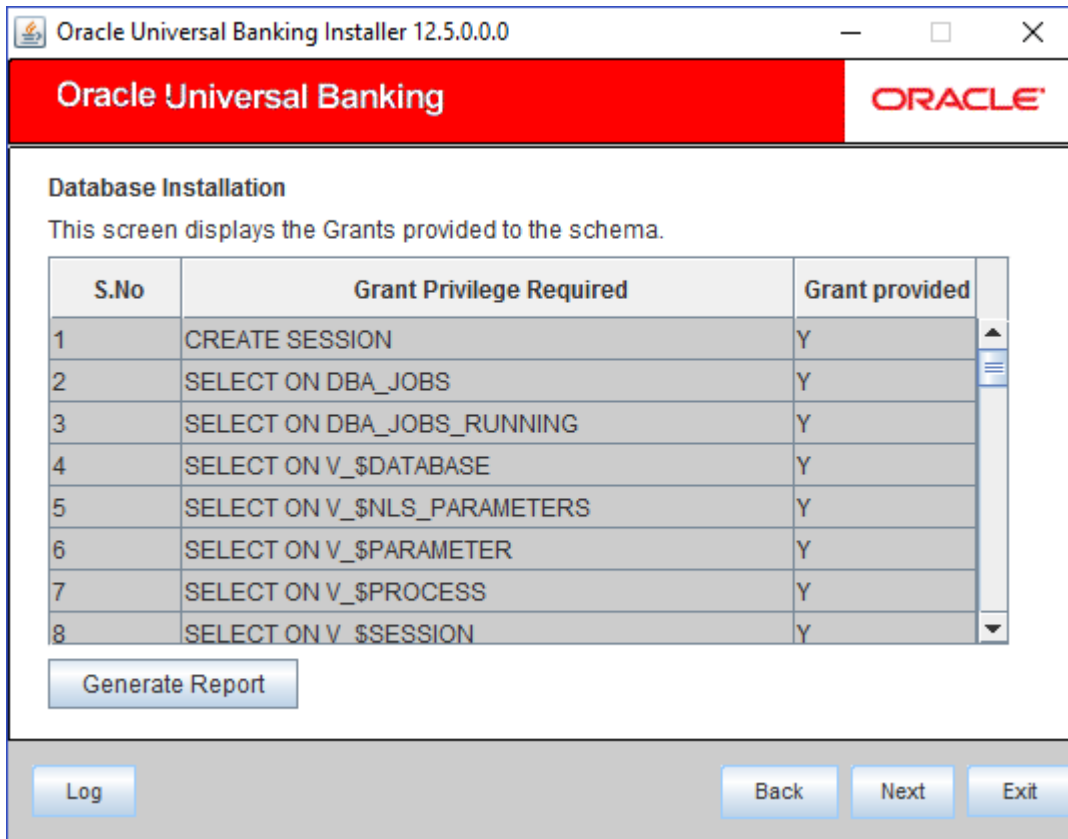 Oracle Universal Banking Installer 12.5.0.0.0
Oracle Universal Banking
ORACLE
Database Installation
This screen displays the Grants provided to the schema.
S.No Grant Privilege Required Grant provided
1 CREATE SESSION Y
2 SELECT ON DBA_JOBS Y
3 SELECT ON DBA_JOBS_RUNNING Y
4 SELECT ON V_$DATABASE Y
5 SELECT ON V_$NLS_PARAMETERS Y
6 SELECT ON V_$PARAMETER Y
7 SELECT ON V_$PROCESS Y
8 SELECT ON V_$SESSION Y
Generate Report
Log Back Next Exit